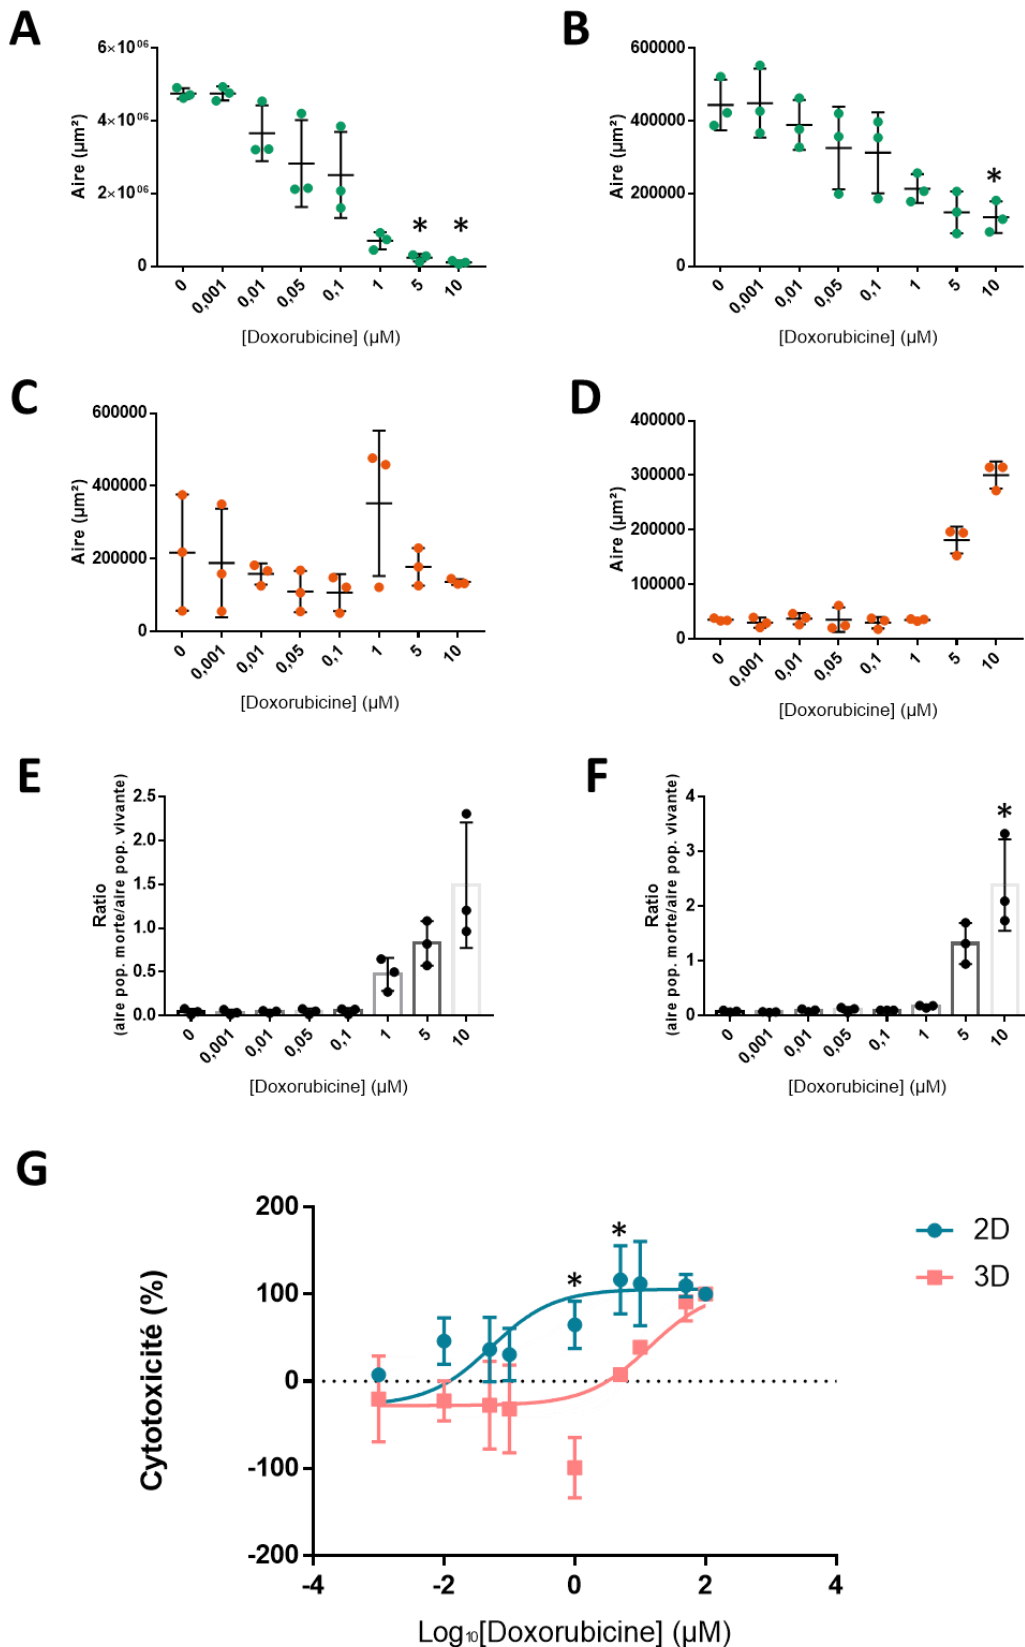 A
6×10⁰⁶
4×10⁰⁶
2×10⁰⁶
0
Aire (µm²)
* *
0 0,001 0,01 0,05 0,1 1 5 10
[Doxorubicine] (µM)
B
600000
400000
200000
0
Aire (µm²)
*
0 0,001 0,01 0,05 0,1 1 5 10
[Doxorubicine] (µM)
C
600000
400000
200000
0
Aire (µm²)
0 0,001 0,01 0,05 0,1 1 5 10
[Doxorubicine] (µM)
D
400000
300000
200000
100000
0
Aire (µm²)
0 0,001 0,01 0,05 0,1 1 5 10
[Doxorubicine] (µM)
E
2.5
2.0
1.5
1.0
0.5
0.0
Ratio
(aire pop. morte/aire pop. vivante)
0 0,001 0,01 0,05 0,1 1 5 10
[Doxorubicine] (µM)
F
4
3
2
1
0
Ratio
(aire pop. morte/aire pop. vivante)
*
0 0,001 0,01 0,05 0,1 1 5 10
[Doxorubicine] (µM)
G
200
100
0
-100
-200
Cytotoxicité (%)
* *
2D
3D
-4 -2 0 2 4
Log₁₀[Doxorubicine] (µM)